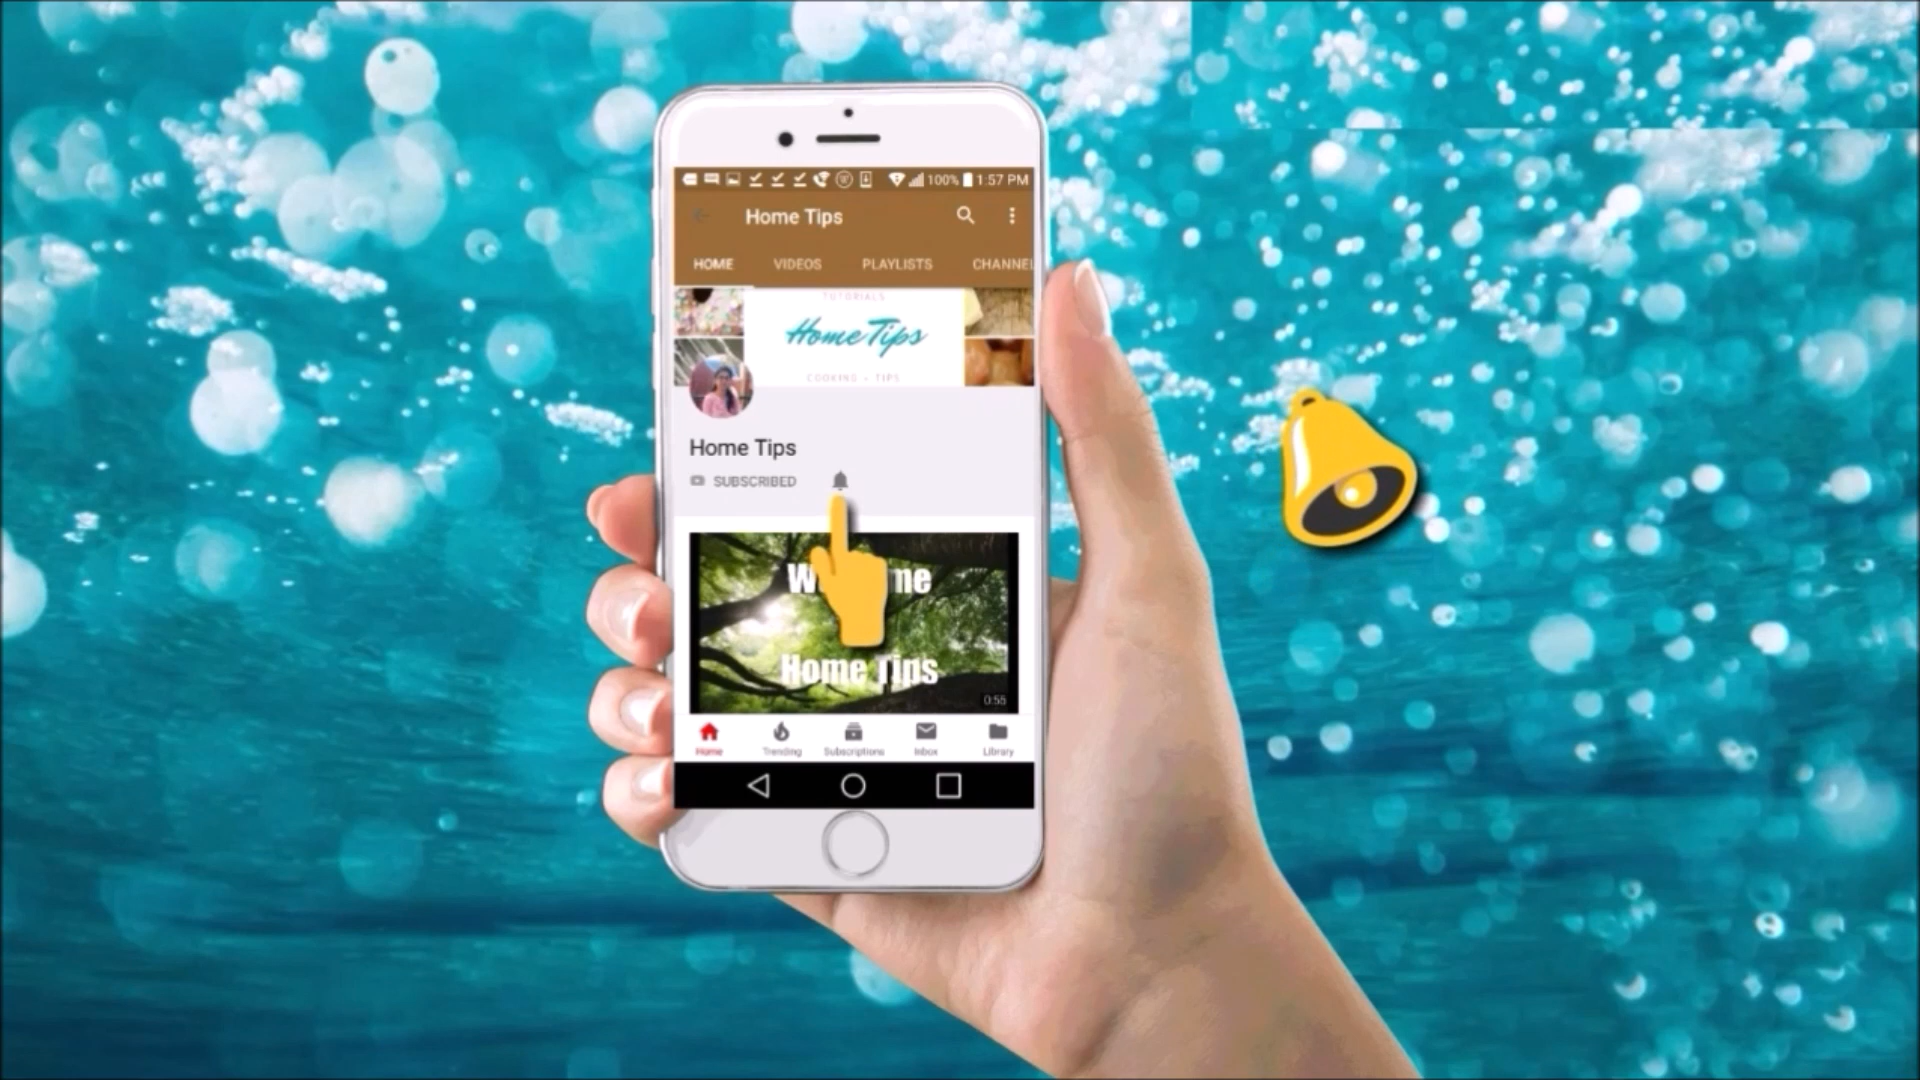 100% 1:57 PM
Home Tips
HOME VIDEOS PLAYLISTS CHANNEL
TUTORIALS
Home Tips
COOKING + TIPS
Home Tips
SUBSCRIBED
Home Tips
0:55
Home Trending Subscriptions Inbox Library